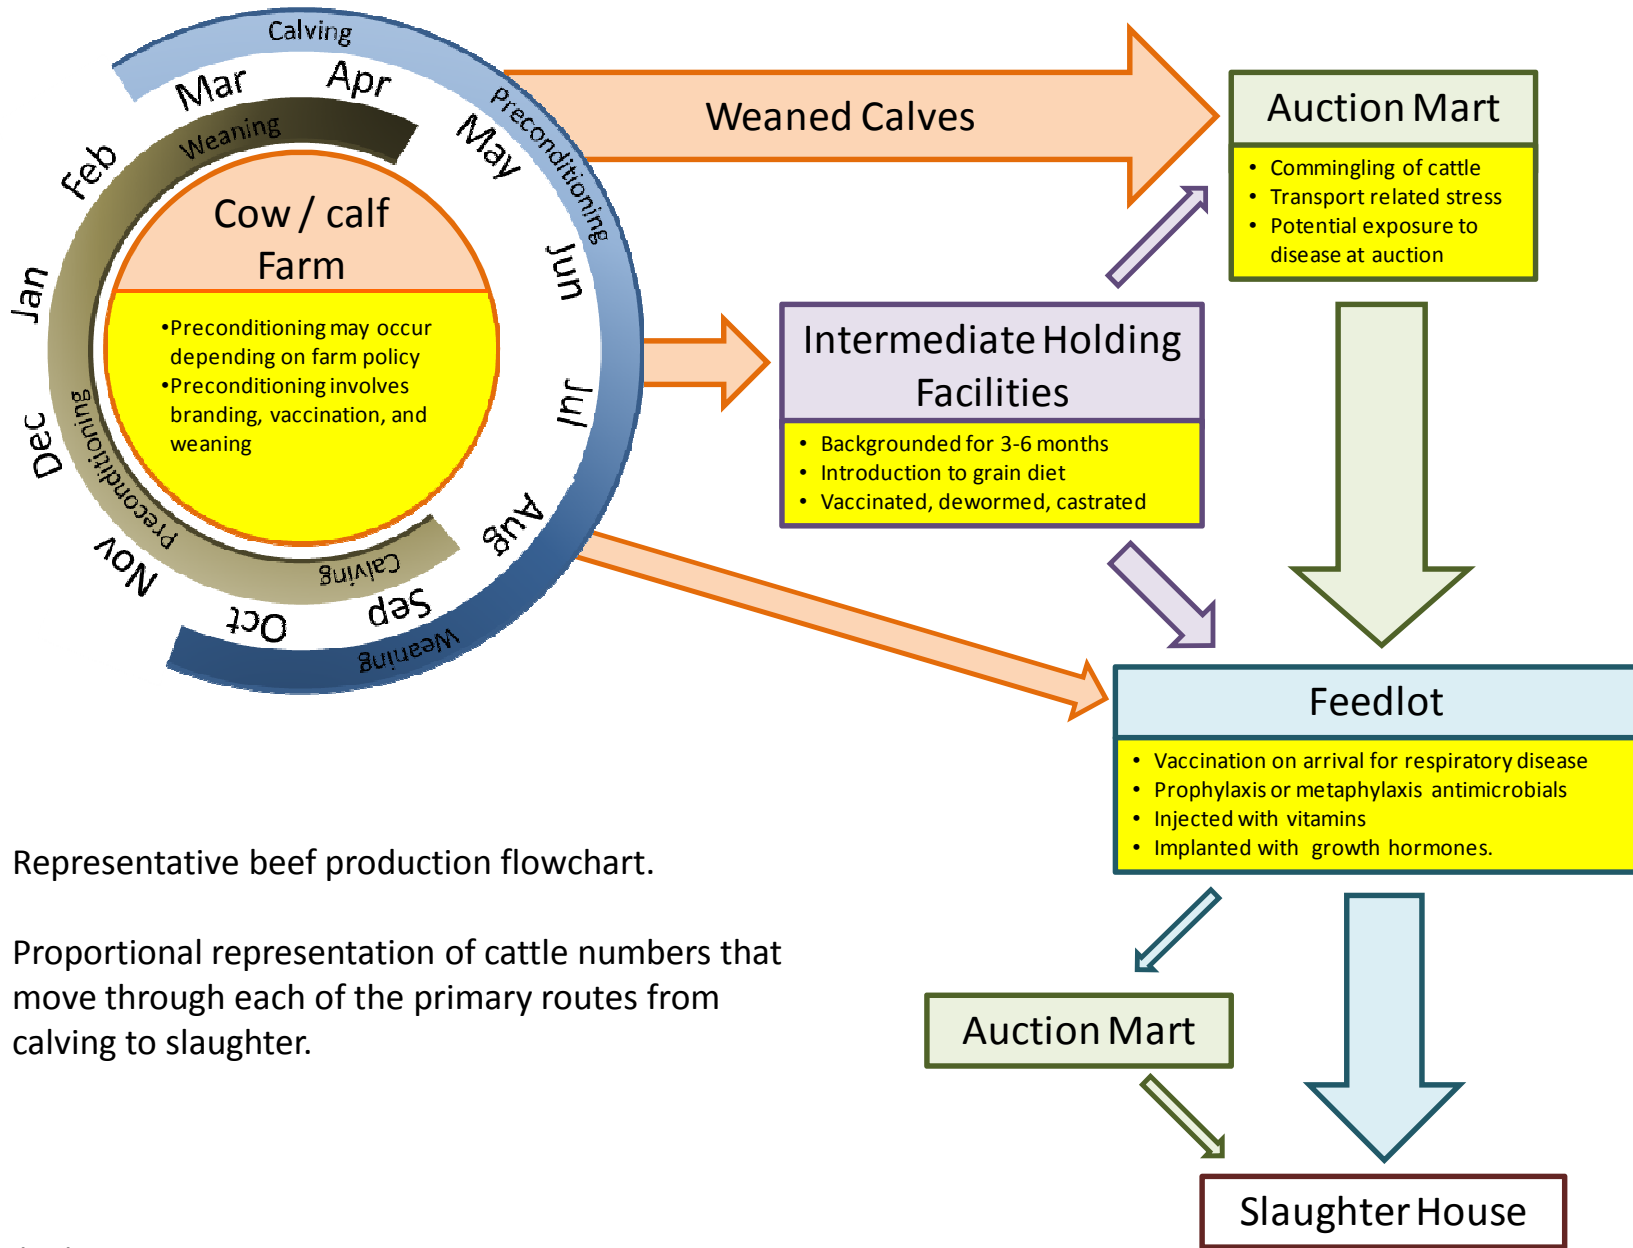 Calving
Preconditioning
Weaning
Mar
Apr
May
Jun
Jul
Aug
Sep
Oct
Nov
Dec
Jan
Feb
Weaning
Preconditioning
Calving
Cow / calf
Farm
•Preconditioning may occur
depending on farm policy
•Preconditioning involves
branding, vaccination, and
weaning
Weaned Calves
Auction Mart
• Commingling of cattle
• Transport related stress
• Potential exposure to
disease at auction
Intermediate Holding
Facilities
• Backgrounded for 3-6 months
• Introduction to grain diet
• Vaccinated, dewormed, castrated
Feedlot
• Vaccination on arrival for respiratory disease
• Prophylaxis or metaphylaxis antimicrobials
• Injected with vitamins
• Implanted with growth hormones.
Representative beef production flowchart.
Proportional representation of cattle numbers that
move through each of the primary routes from
calving to slaughter.
Auction Mart
Slaughter House